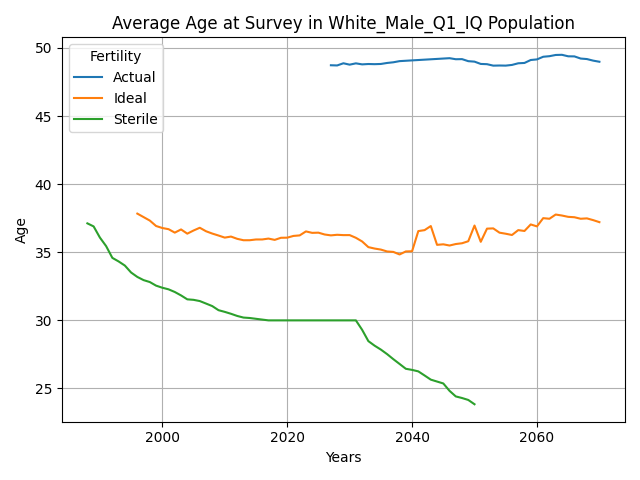 Average Age at Survey in White_Male_Q1_IQ Population
Fertility
Actual
Ideal
Sterile
Age
50
45
40
35
30
25
2000
2020
2040
2060
Years